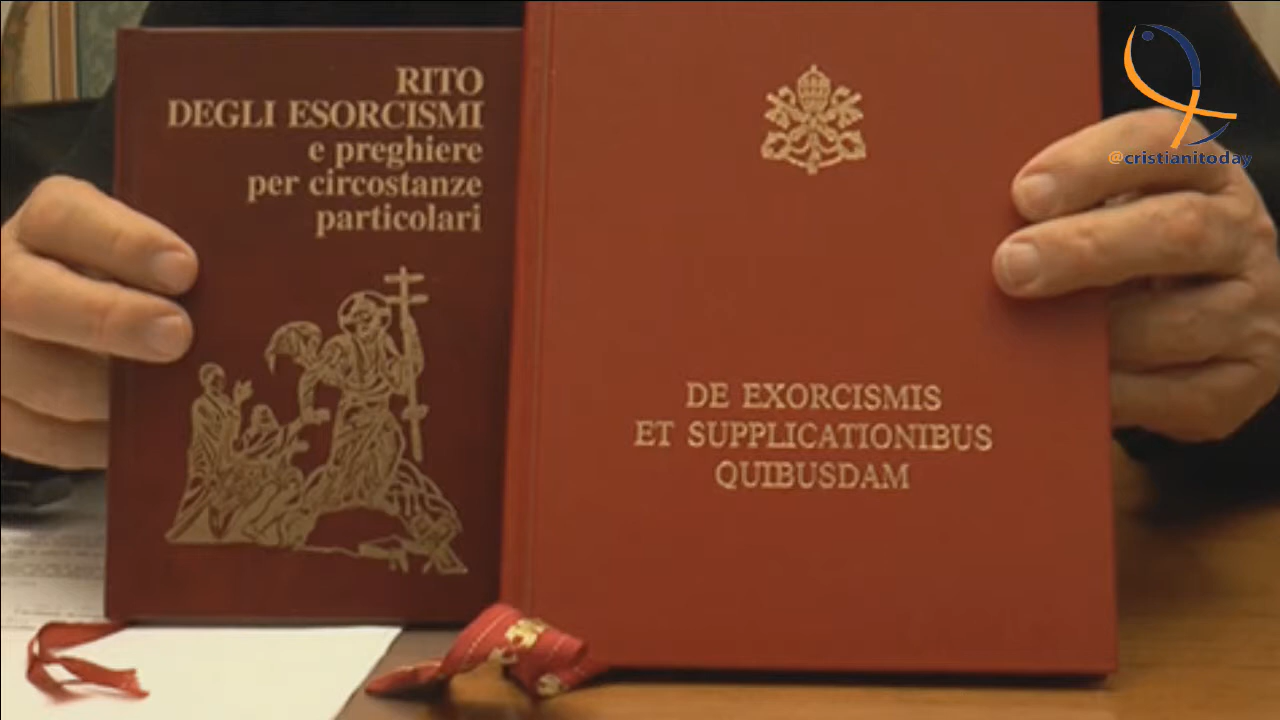 RITO
DEGLI ESORCISMI
e preghiere
per circostanze
particolari
DE EXORCISMIS
ET SUPPLICATIONIBUS
QUIBUSDAM
@cristianitoday